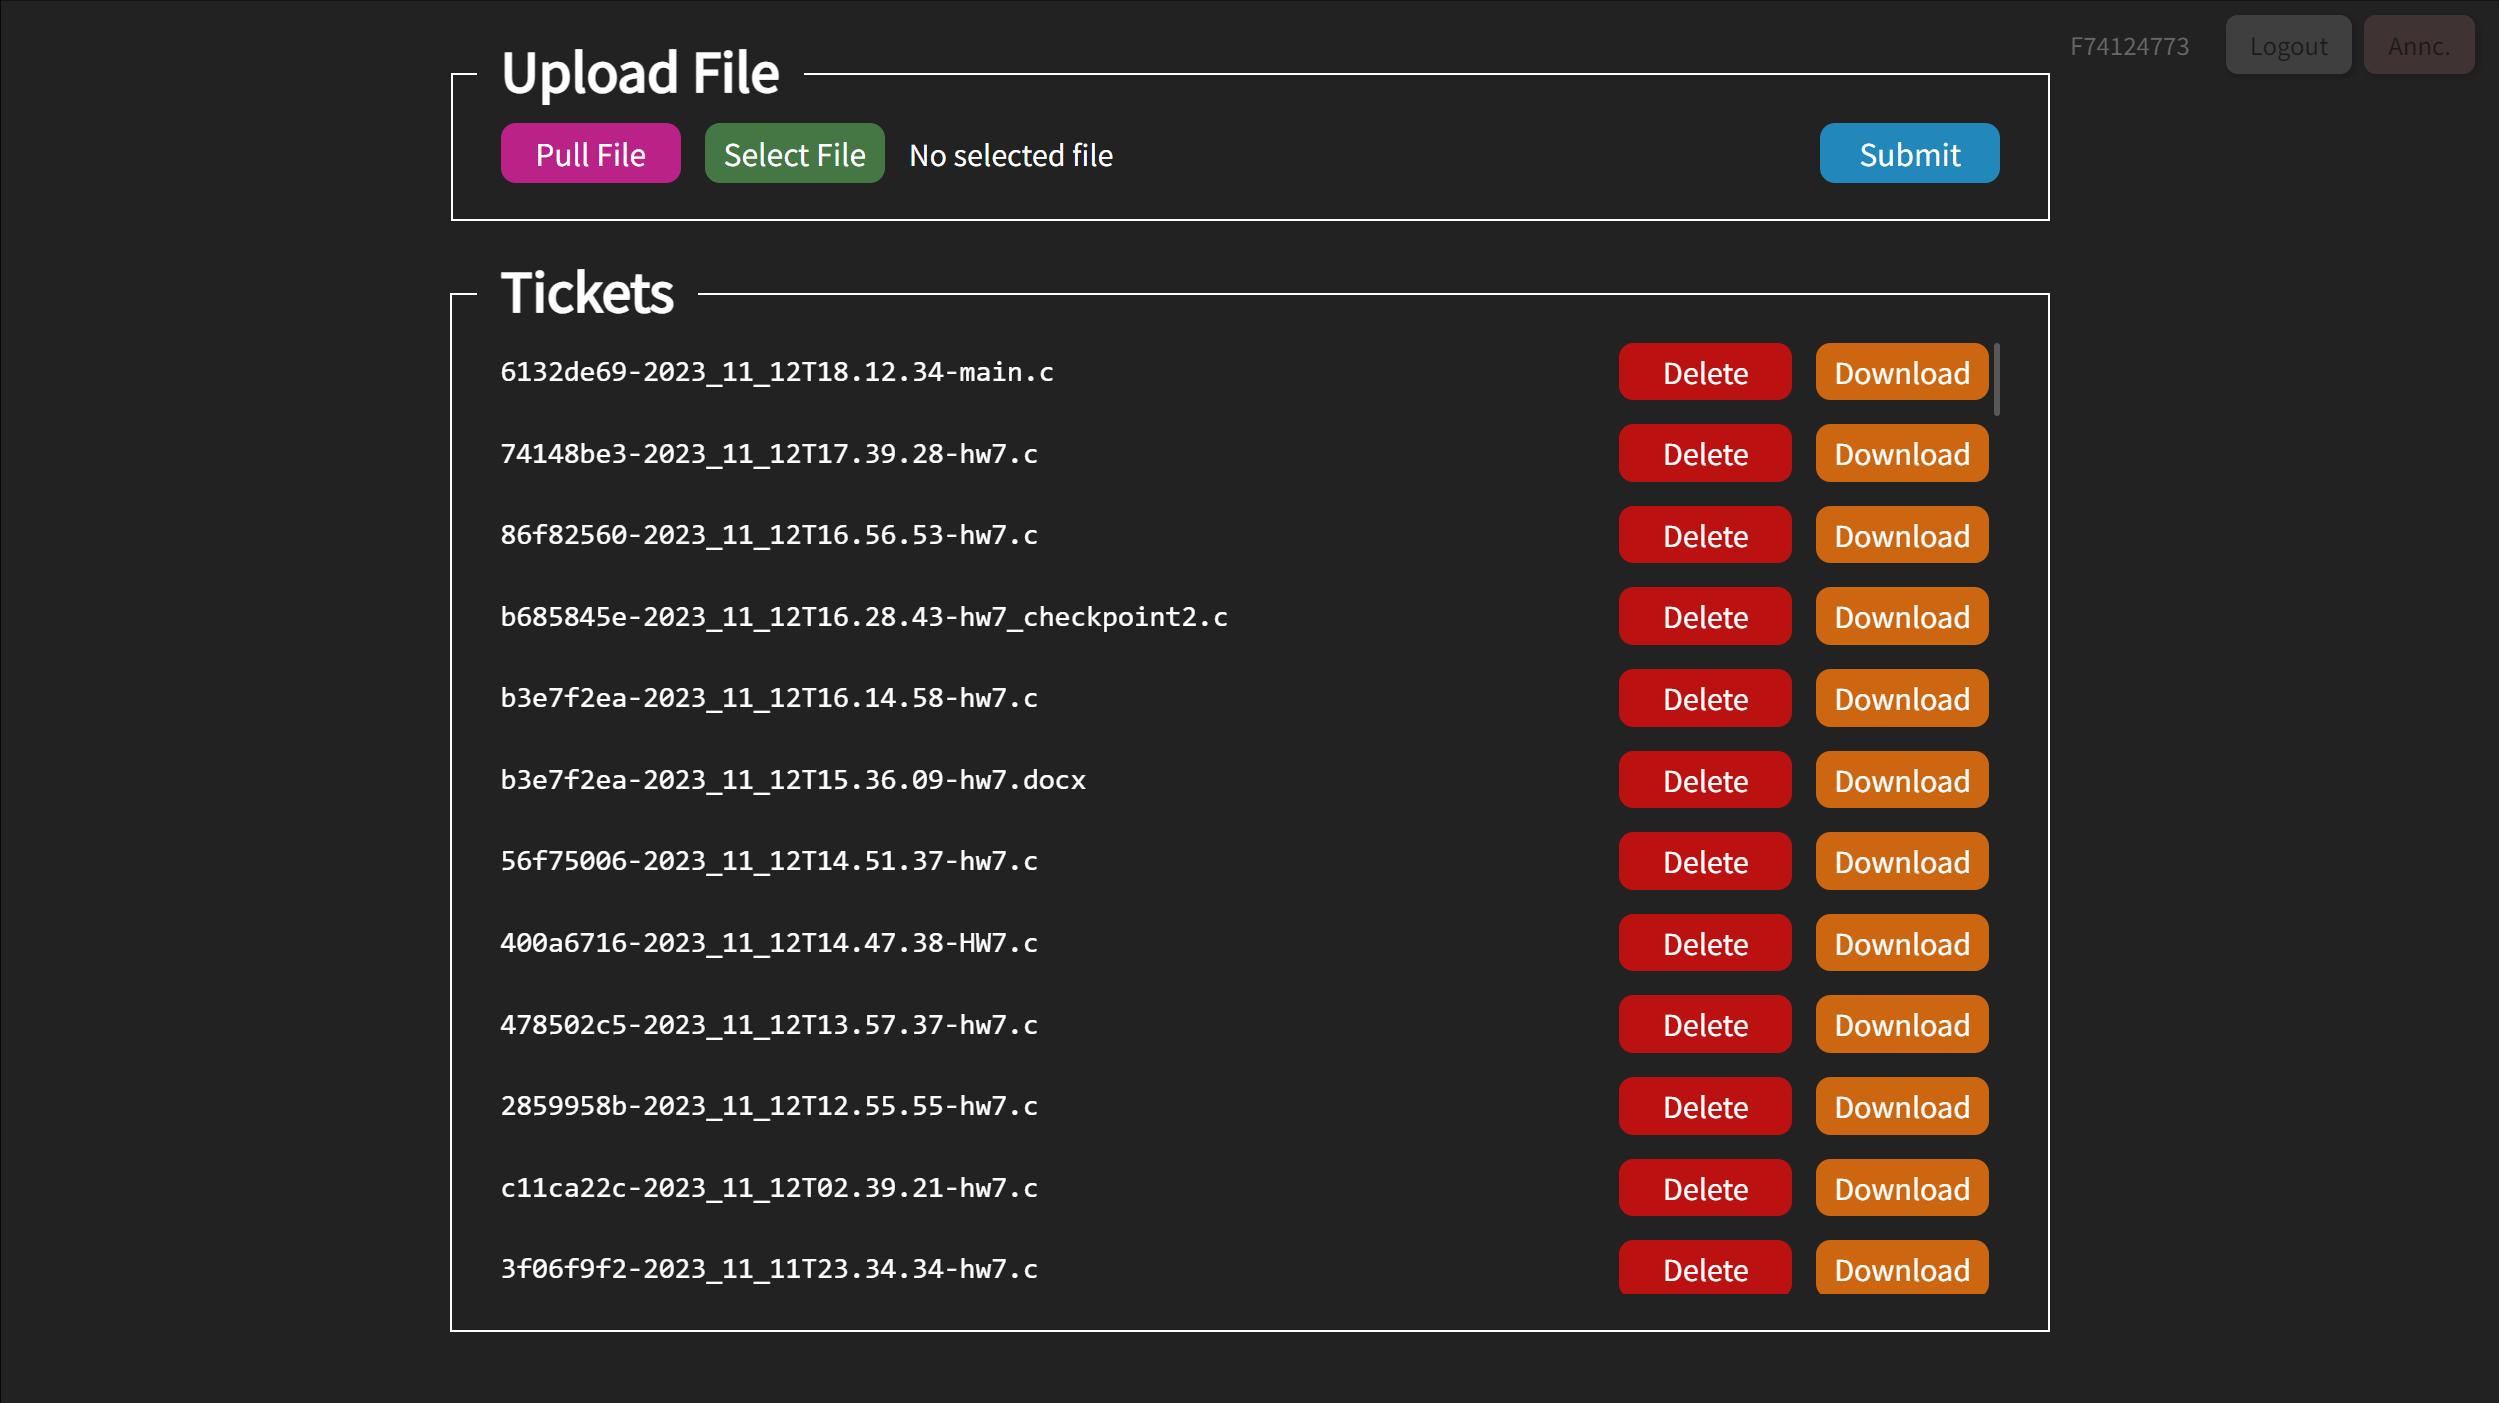 F74124773 Logout Annc.
Upload File
Pull File Select File No selected file Submit
Tickets
6132de69-2023_11_12T18.12.34-main.c Delete Download
74148be3-2023_11_12T17.39.28-hw7.c Delete Download
86f82560-2023_11_12T16.56.53-hw7.c Delete Download
b685845e-2023_11_12T16.28.43-hw7_checkpoint2.c Delete Download
b3e7f2ea-2023_11_12T16.14.58-hw7.c Delete Download
b3e7f2ea-2023_11_12T15.36.09-hw7.docx Delete Download
56f75006-2023_11_12T14.51.37-hw7.c Delete Download
400a6716-2023_11_12T14.47.38-HW7.c Delete Download
478502c5-2023_11_12T13.57.37-hw7.c Delete Download
2859958b-2023_11_12T12.55.55-hw7.c Delete Download
c11ca22c-2023_11_12T02.39.21-hw7.c Delete Download
3f06f9f2-2023_11_11T23.34.34-hw7.c Delete Download